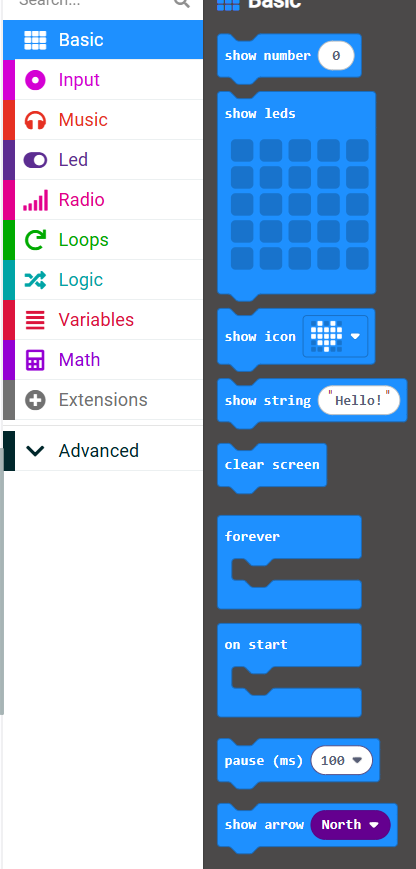 Search...
Basic
Input
Music
Led
Radio
Loops
Logic
Variables
Math
Extensions
Advanced
Basic
show number 0
show leds
show icon
show string "Hello!"
clear screen
forever
on start
pause (ms) 100
show arrow North